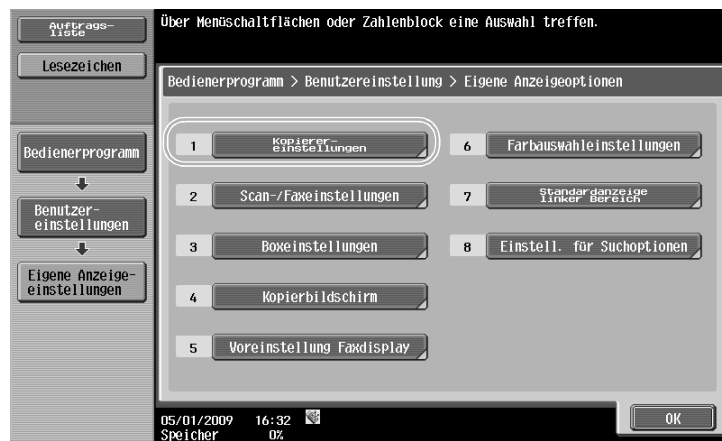 Über Menüschaltflächen oder Zahlenblock eine Auswahl treffen.
Auftrags-
liste
Lesezeichen
Bedienerprogramm > Benutzereinstellung > Eigene Anzeigeoptionen
Bedienerprogramm
Benutzer-
einstellungen
Eigene Anzeige-
einstellungen
1 Kopierer-
einstellungen
2 Scan-/Faxeinstellungen
3 Boxeinstellungen
4 Kopierbildschirm
5 Voreinstellung Faxdisplay
6 Farbauswahleinstellungen
7 Standardanzeige
linker Bereich
8 Einstell. für Suchoptionen
05/01/2009 16:32
Speicher 0%
OK